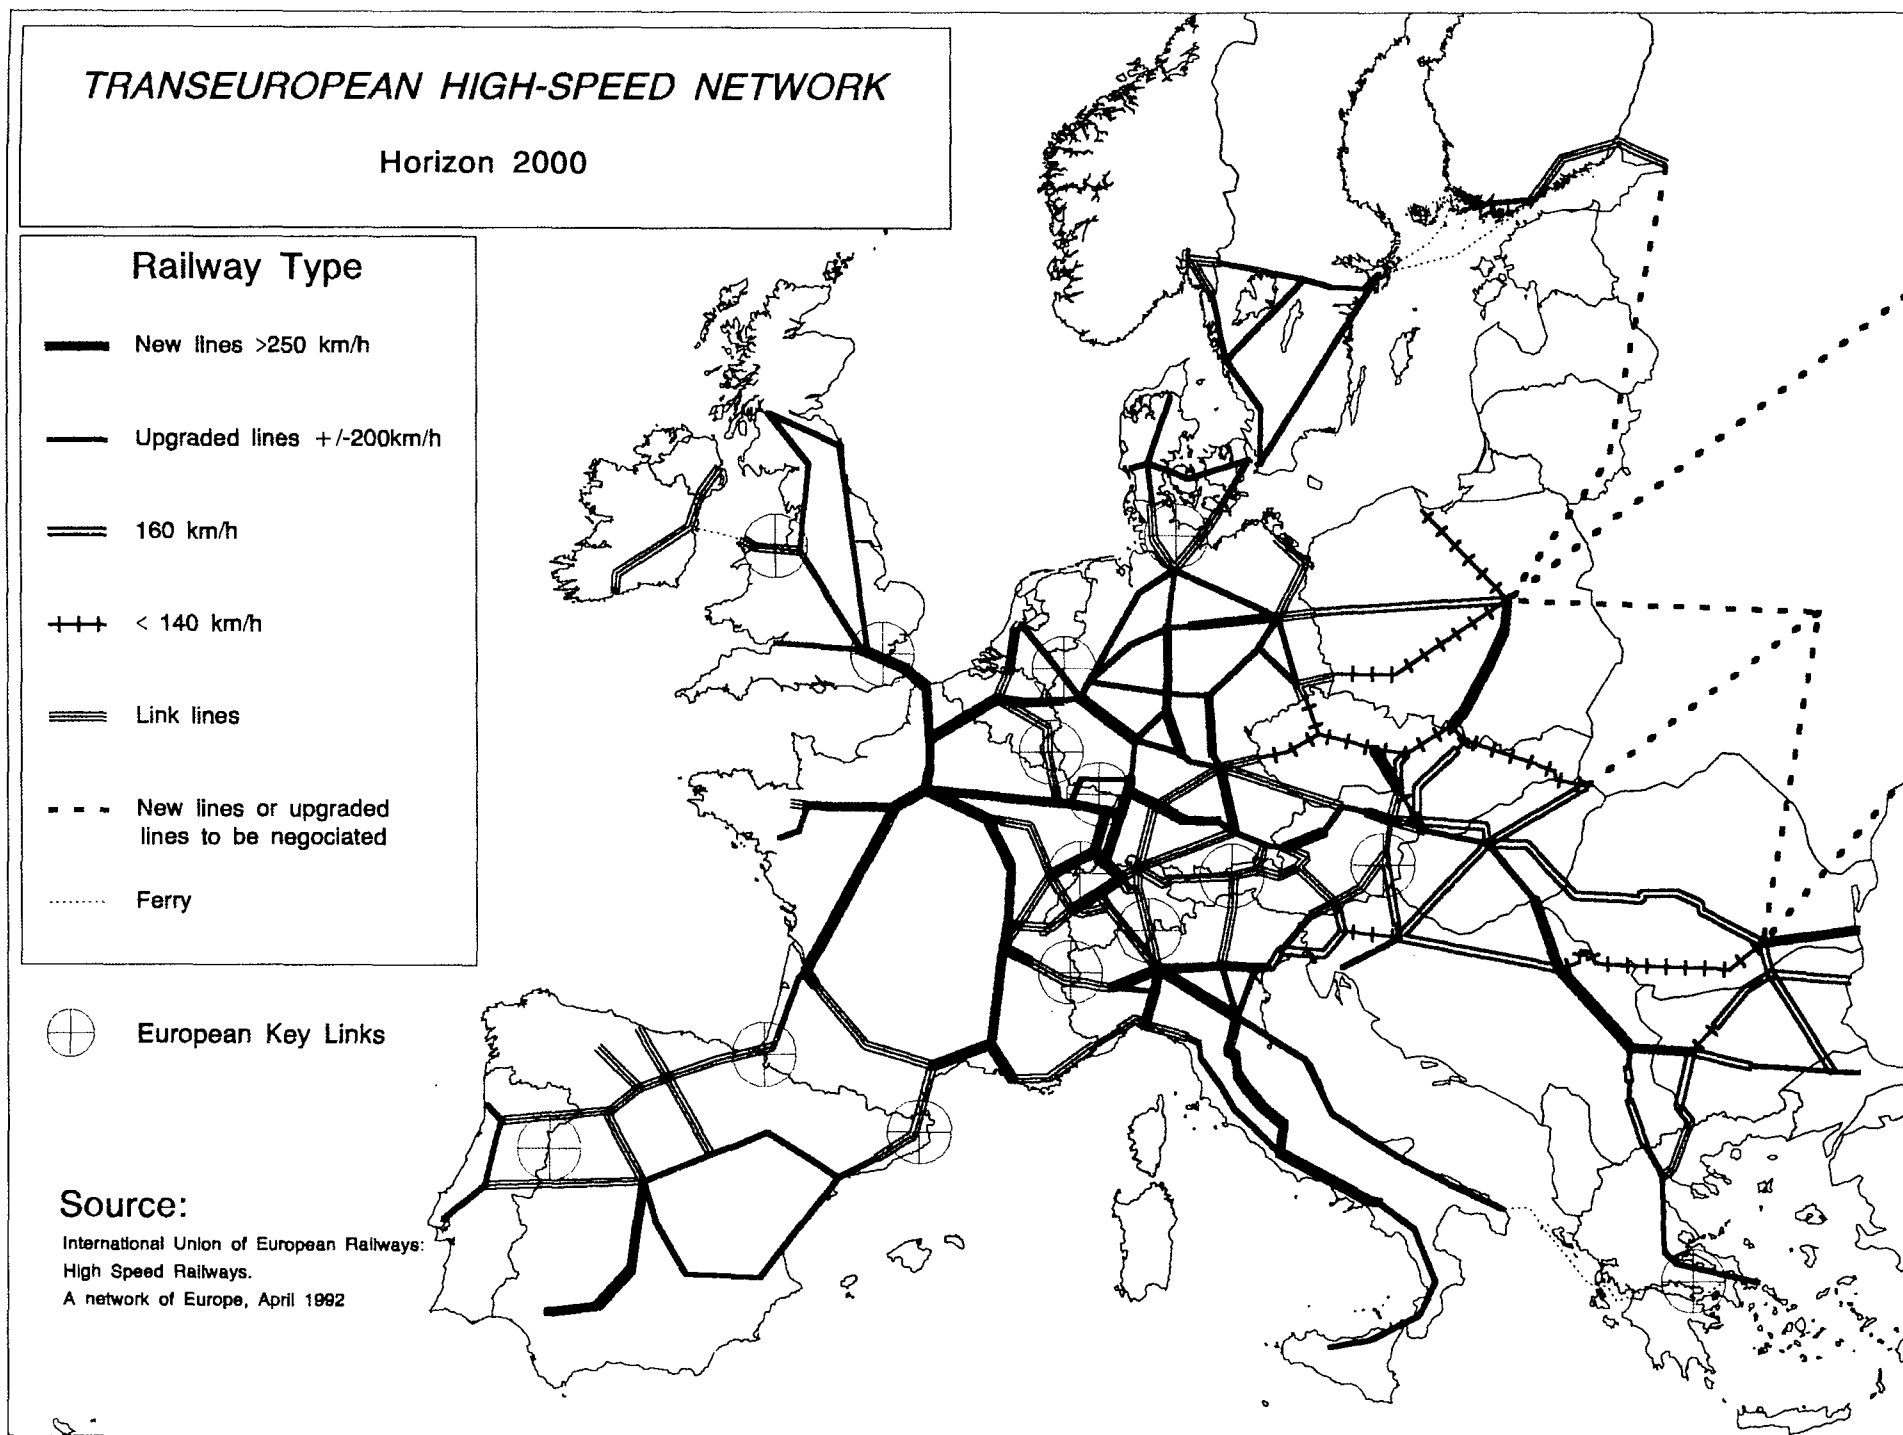 TRANSEUROPEAN HIGH-SPEED NETWORK
Horizon 2000
Railway Type
New lines >250 km/h
Upgraded lines +/-200km/h
160 km/h
< 140 km/h
Link lines
New lines or upgraded
lines to be negociated
Ferry
European Key Links
Source:
International Union of European Railways:
High Speed Railways.
A network of Europe, April 1992